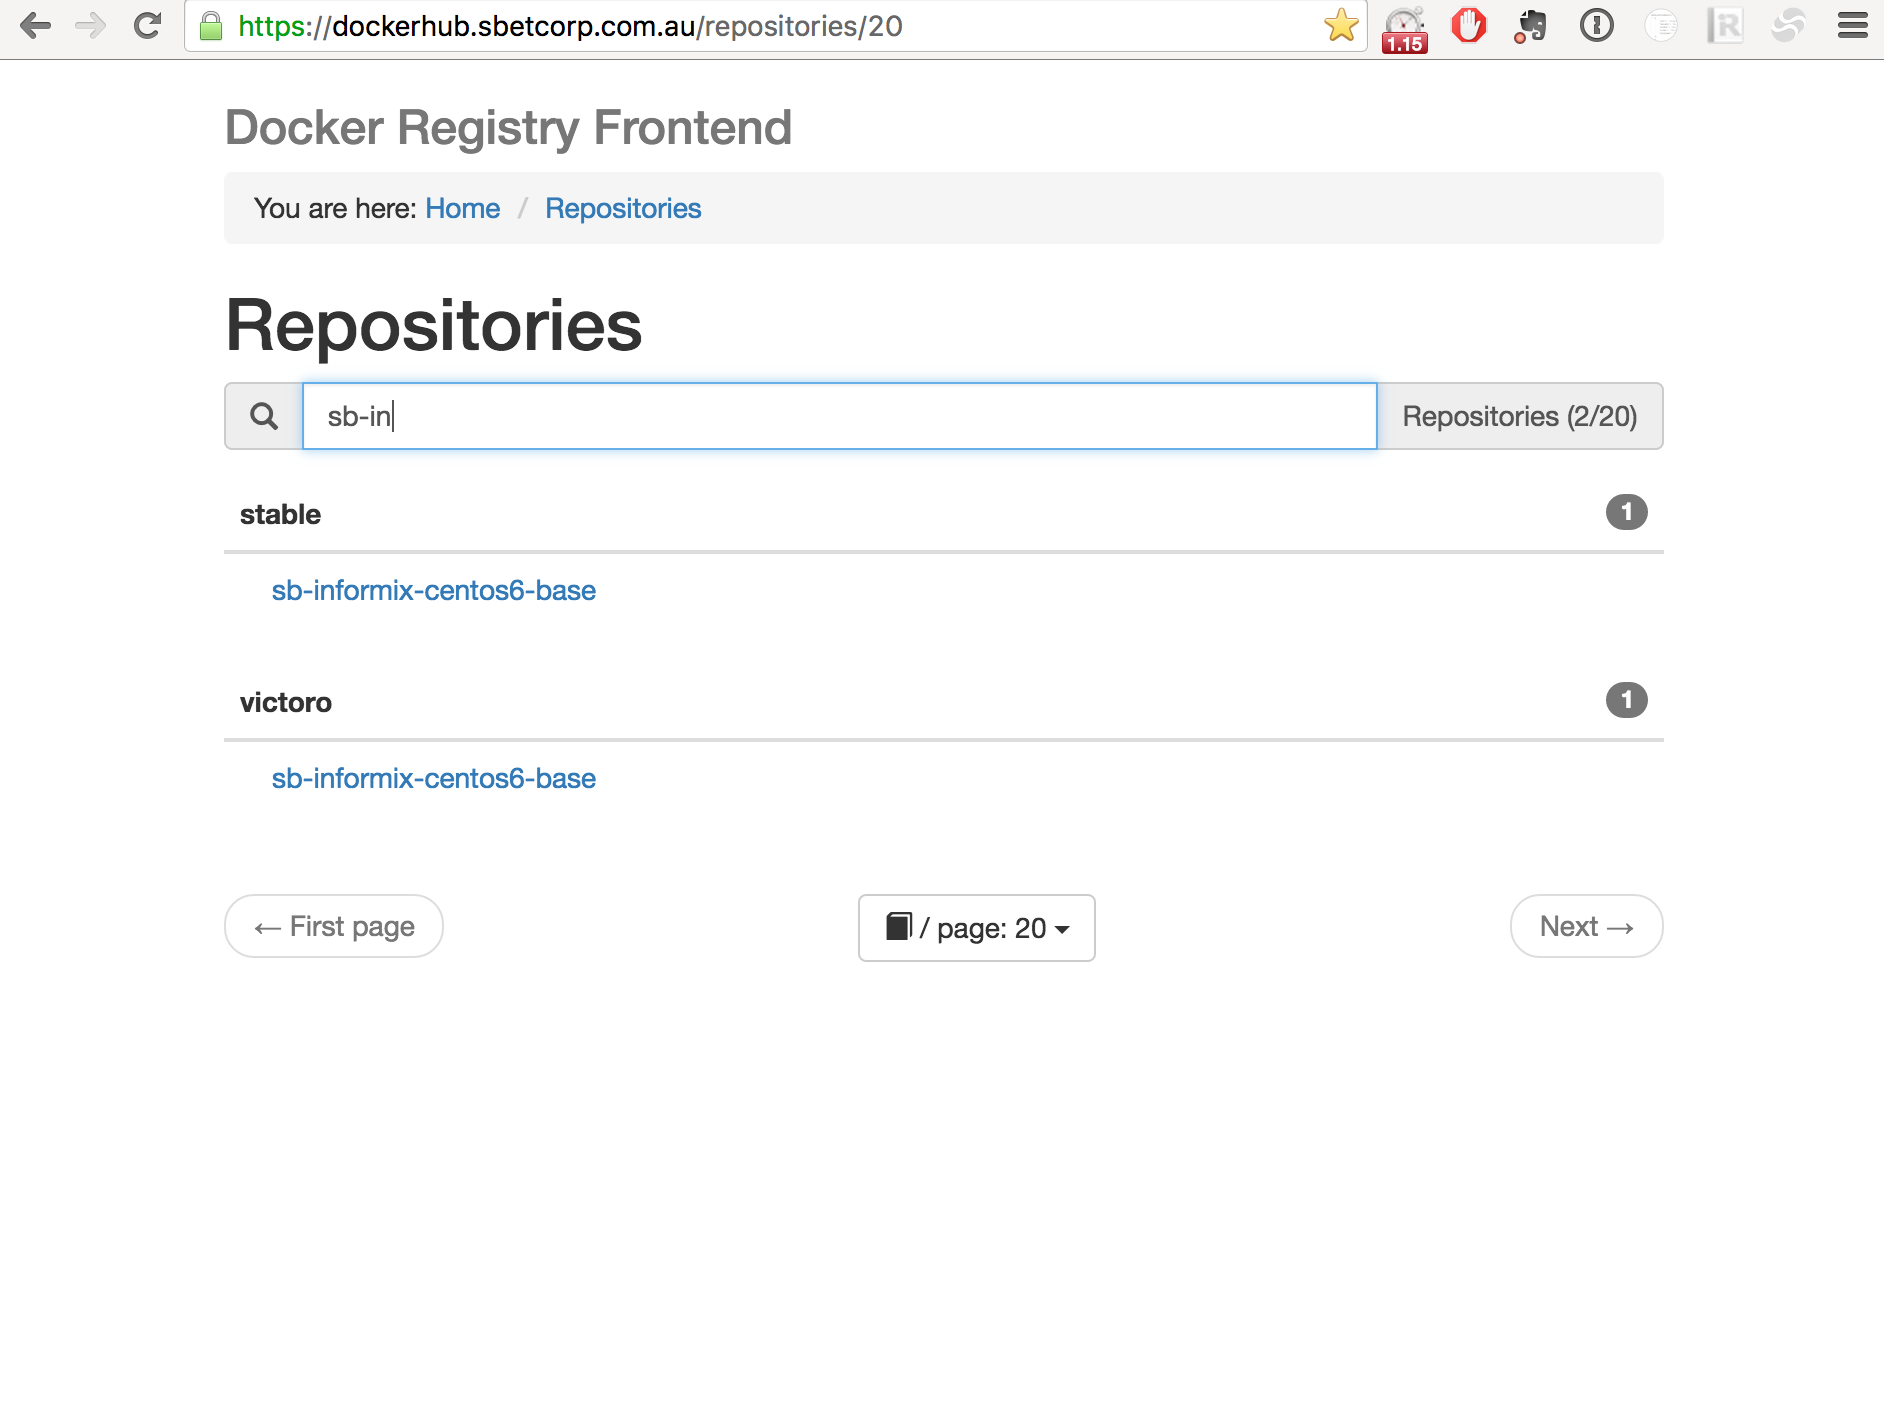 https://dockerhub.sbetcorp.com.au/repositories/20
1.15
Docker Registry Frontend
You are here: Home / Repositories
Repositories
sb-in
Repositories (2/20)
stable
1
sb-informix-centos6-base
victoro
1
sb-informix-centos6-base
← First page
/ page: 20
Next →